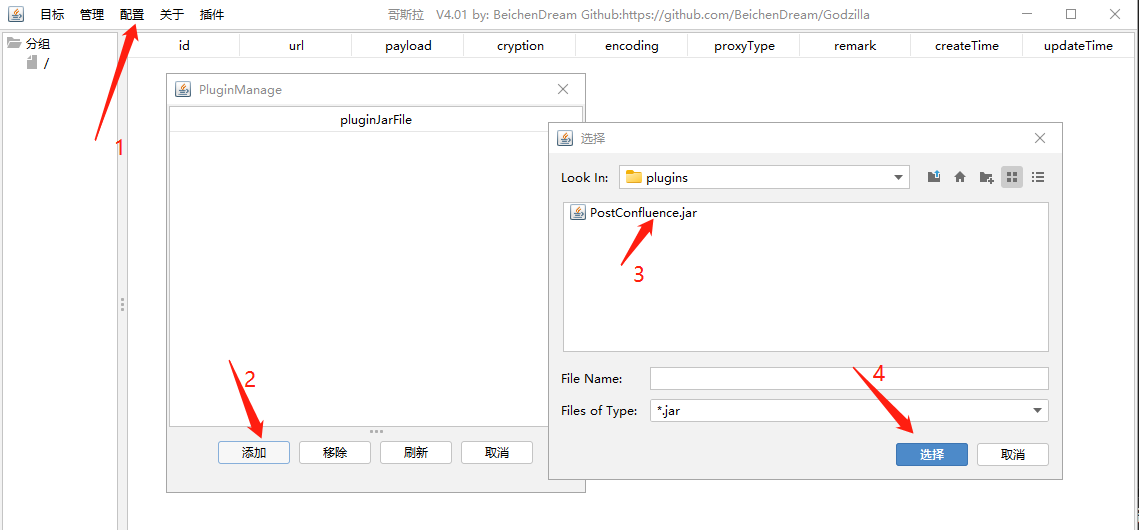 目标 管理 配置 关于 插件 哥斯拉 V4.01 by: BeichenDream Github:https://github.com/BeichenDream/Godzilla
分组
/
id url payload cryption encoding proxyType remark createTime updateTime
1
PluginManage
pluginJarFile
2
添加 移除 刷新 取消
选择
Look In: plugins
PostConfluence.jar
3
File Name:
4
Files of Type: *.jar
选择 取消